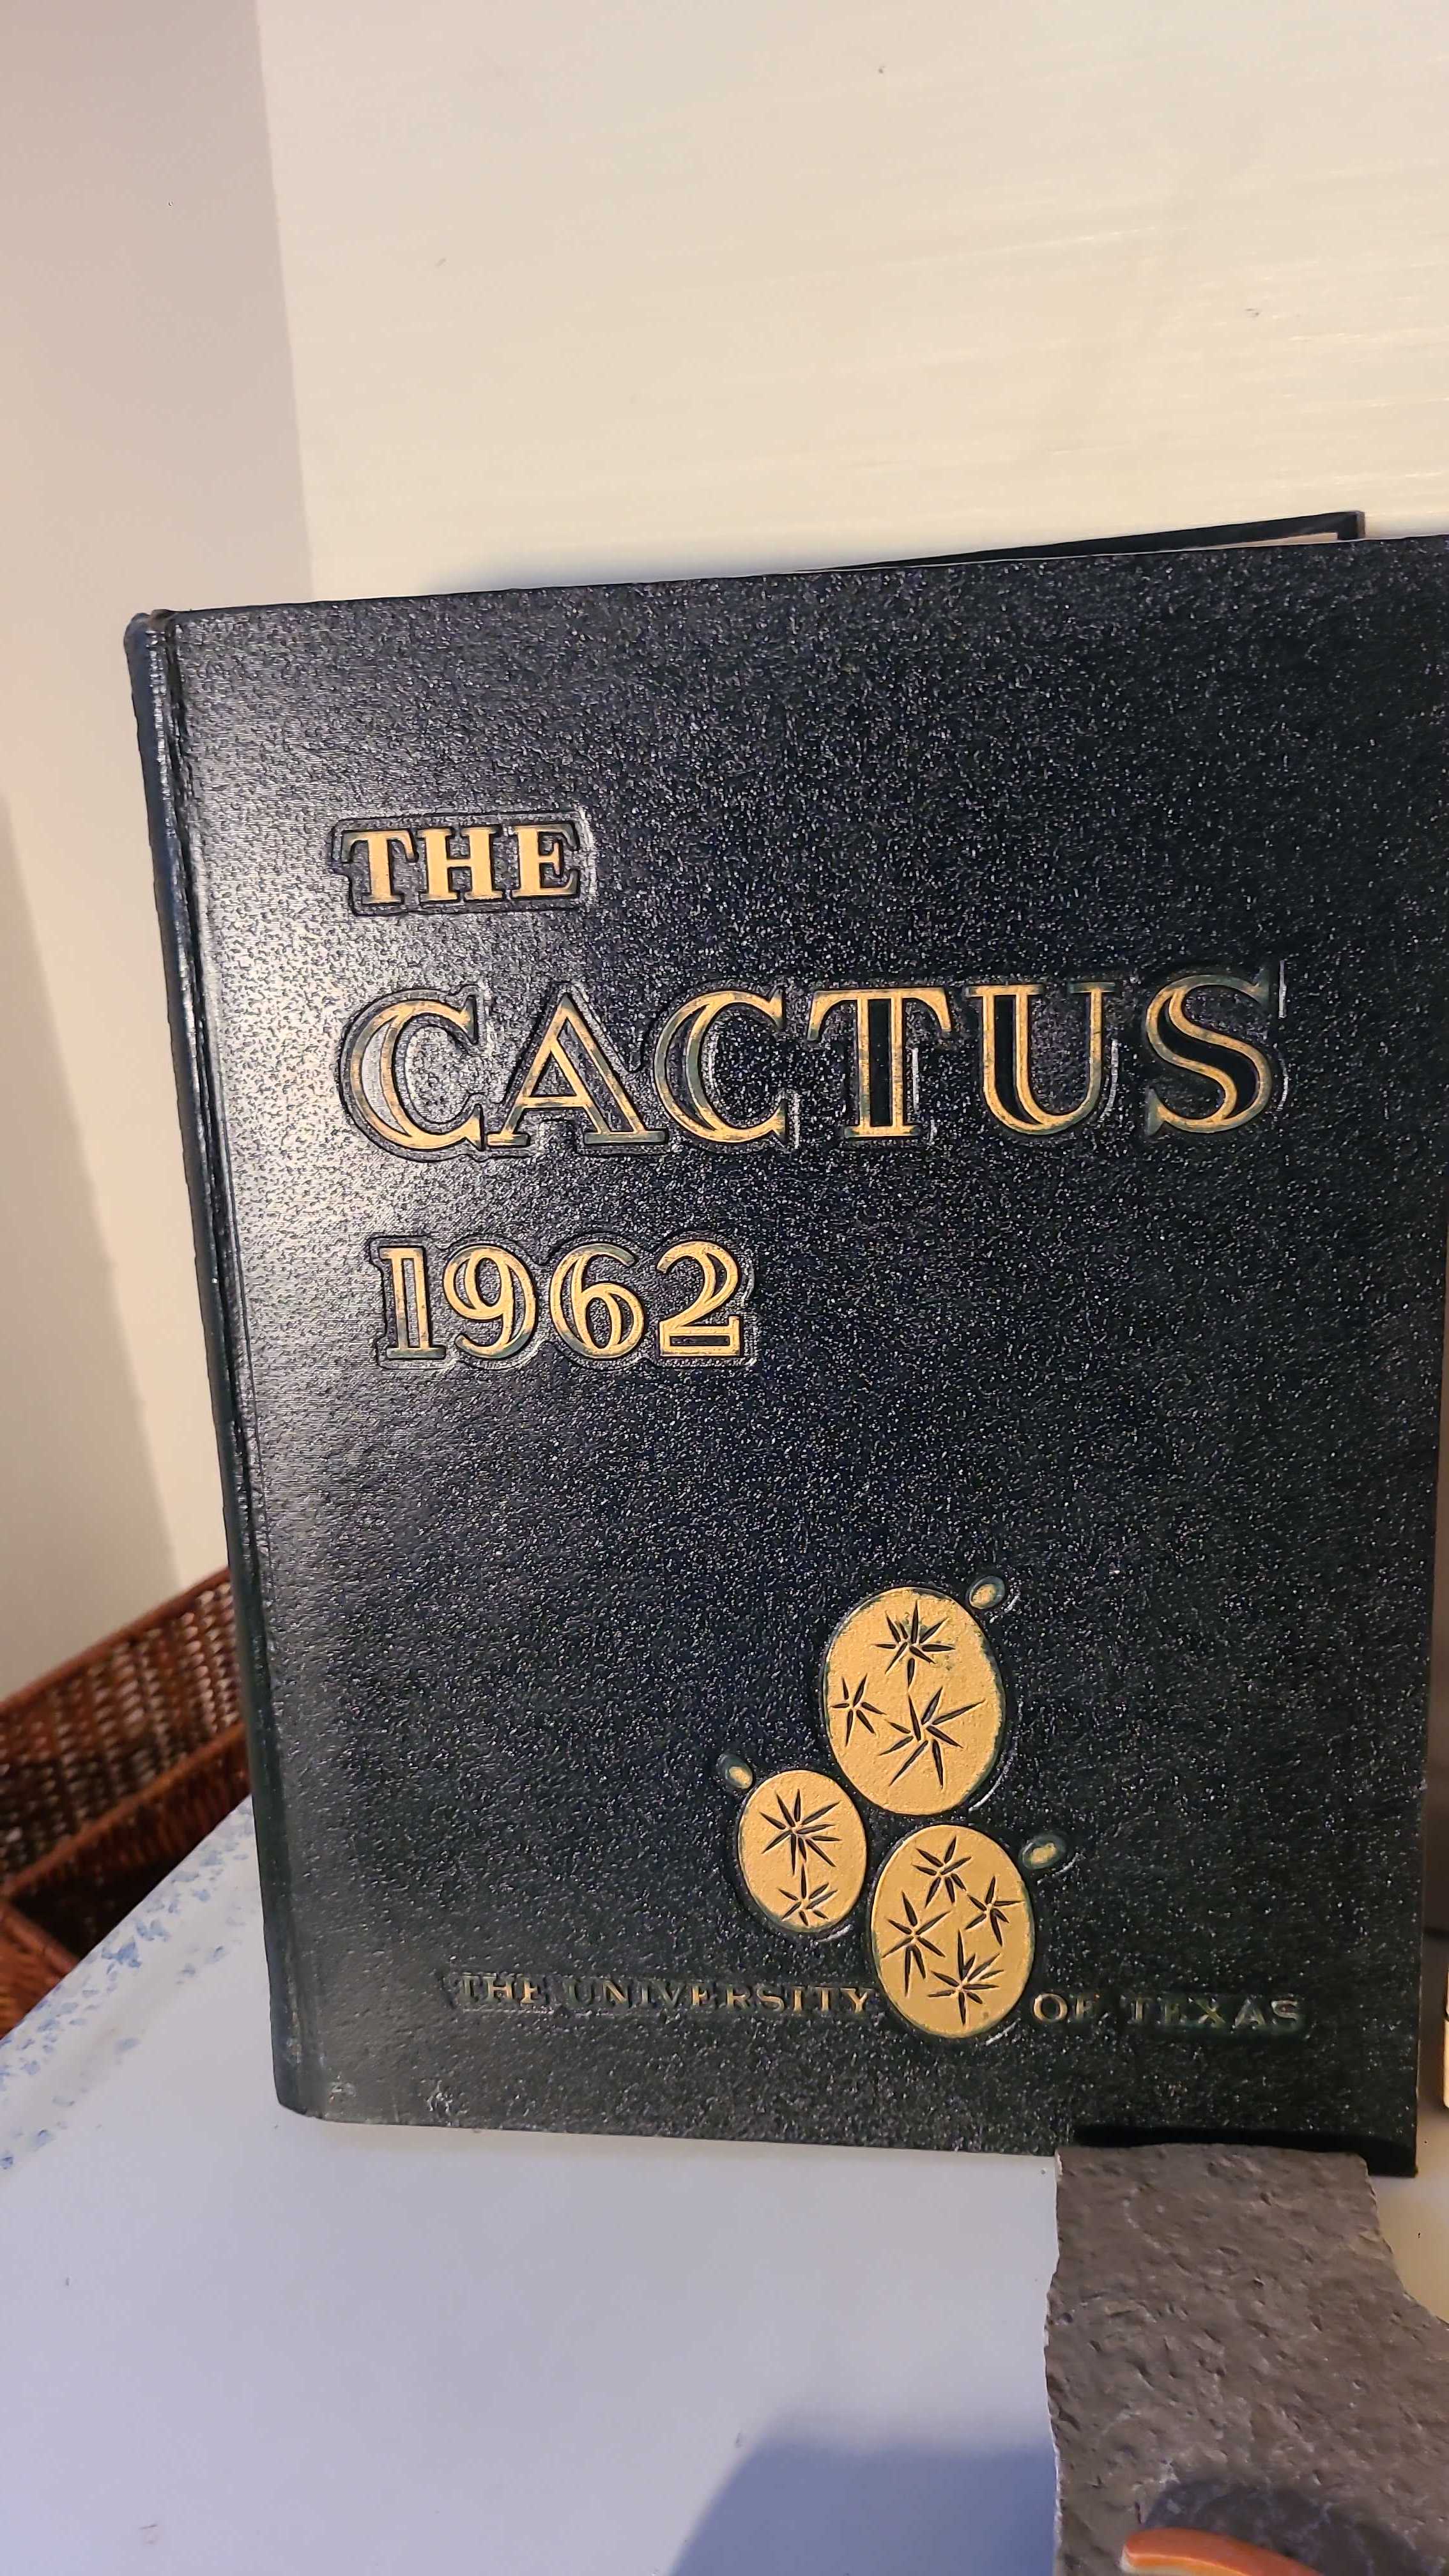 THE
CACTUS
1962
THE UNIVERSITY OF TEXAS